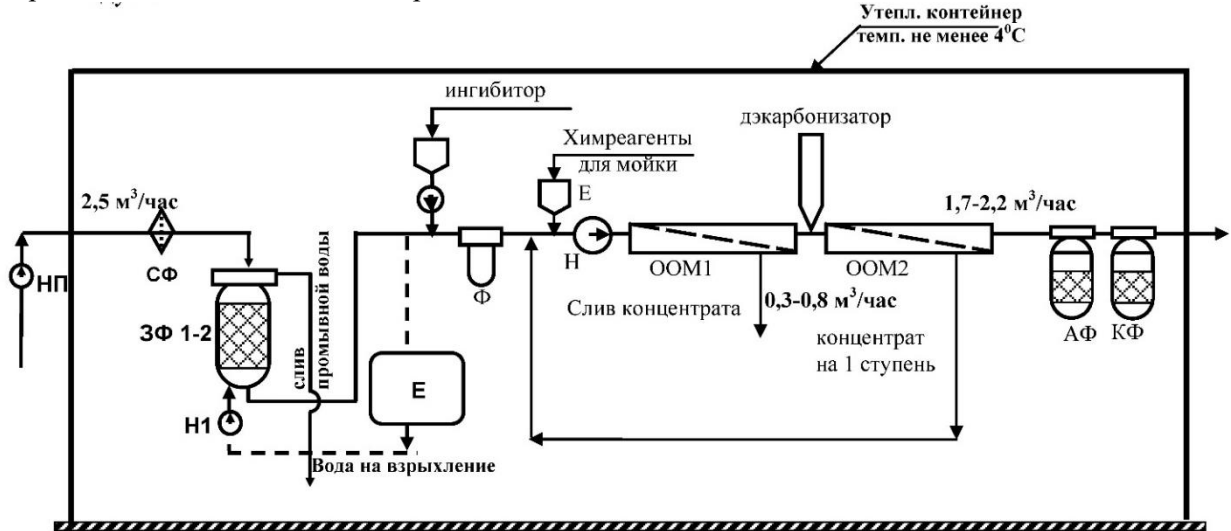 Утепл. контейнер
темп. не менее 4⁰С
ингибитор
дэкарбонизатор
Химреагенты
для мойки
Е
2,5 м³/час
1,7-2,2 м³/час
НП
СФ
Н
ООМ1
ООМ2
Ф
0,3-0,8 м³/час
Слив концентрата
АФ
КФ
ЗФ 1-2
слив
промывной воды
концентрат
на 1 ступень
Е
Н1
Вода на взрыхление